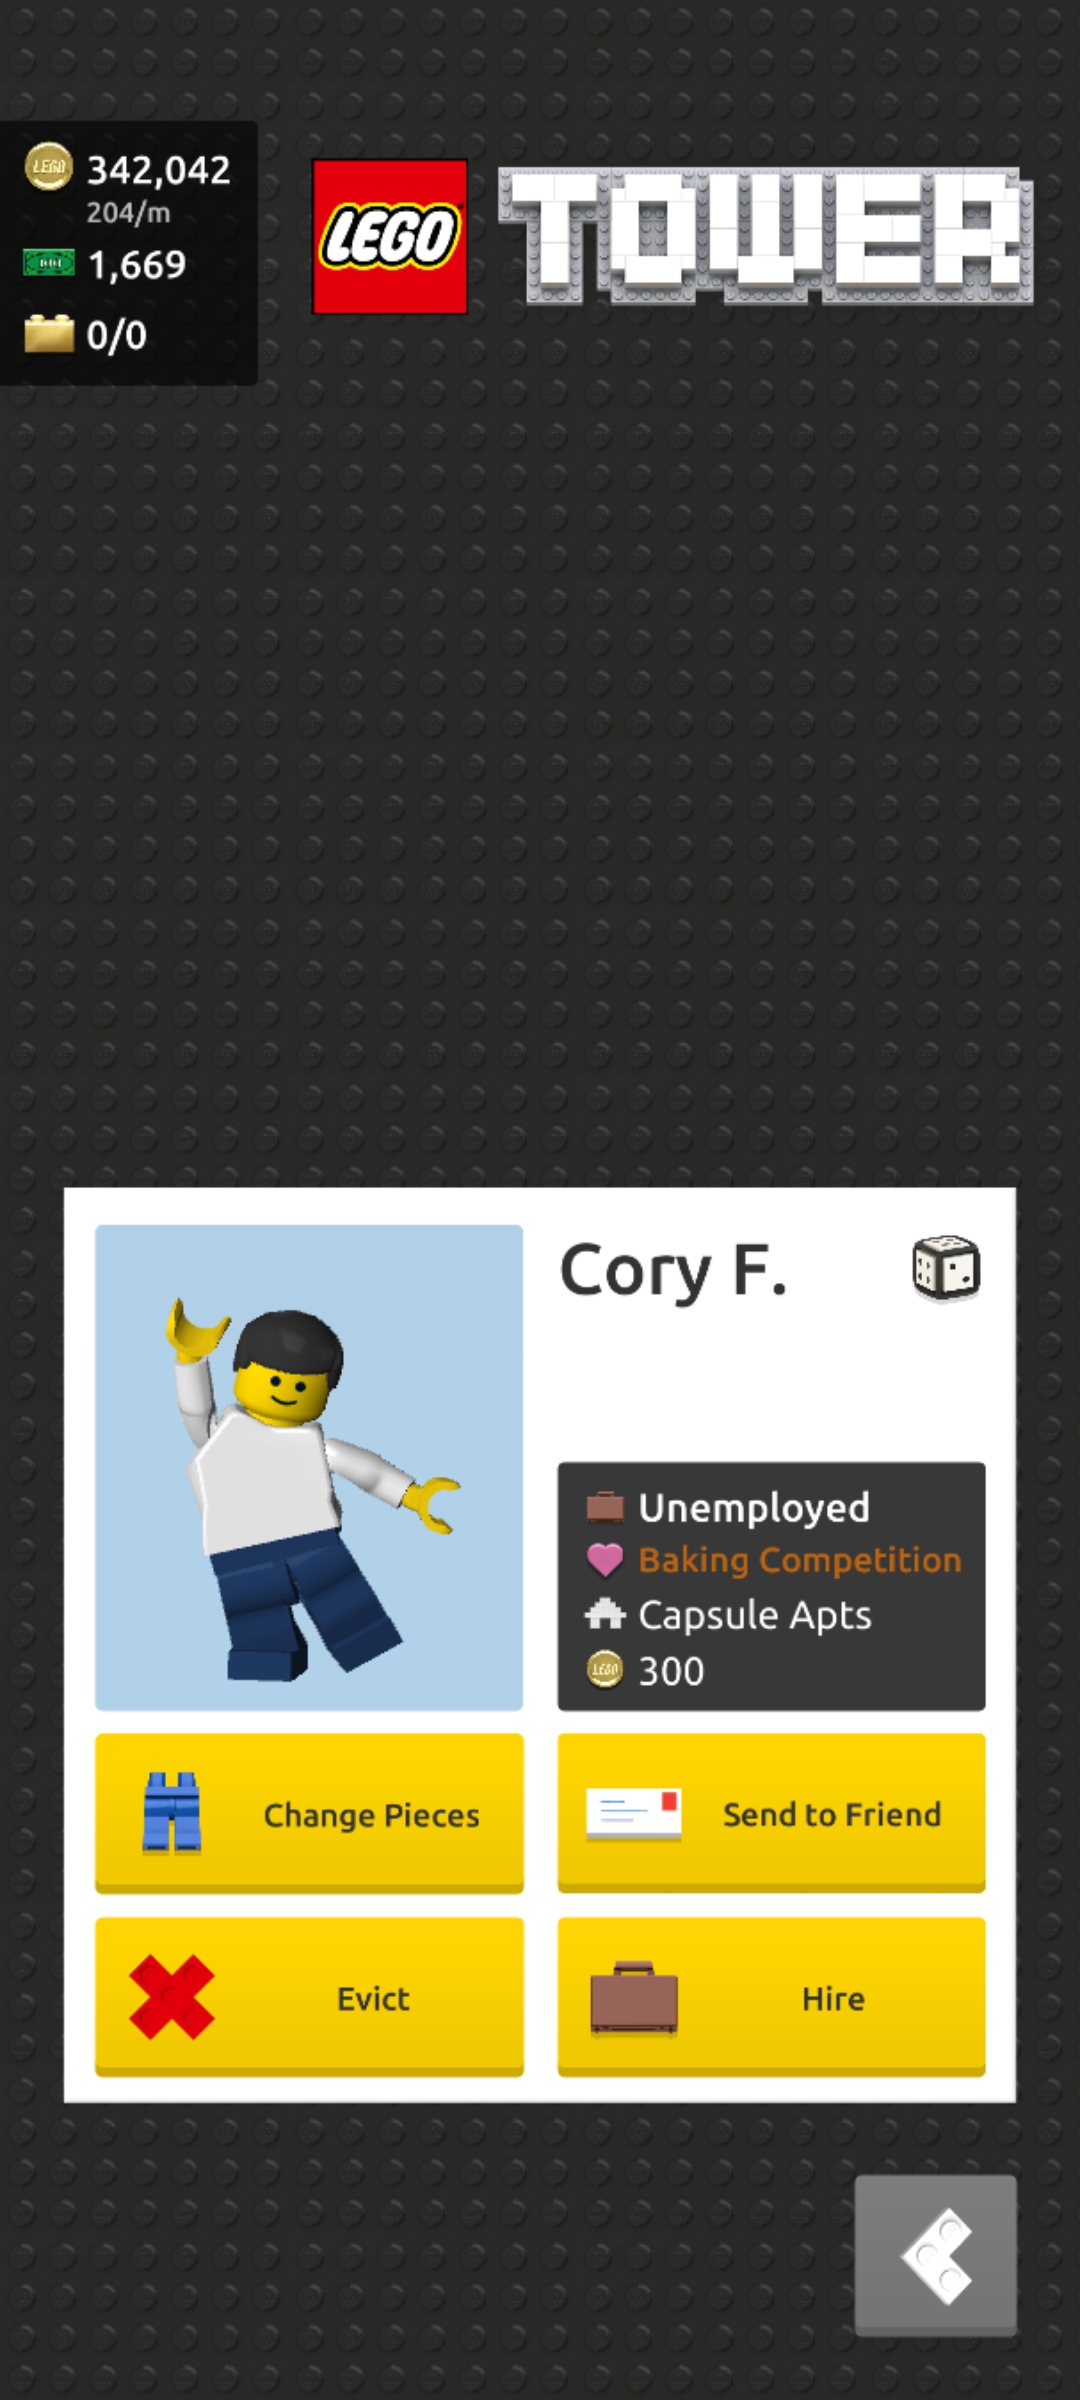 342,042
204/m
1,669
0/0
LEGO TOWER
Cory F.
Unemployed
Baking Competition
Capsule Apts
LEGO 300
Change Pieces
Send to Friend
Evict
Hire